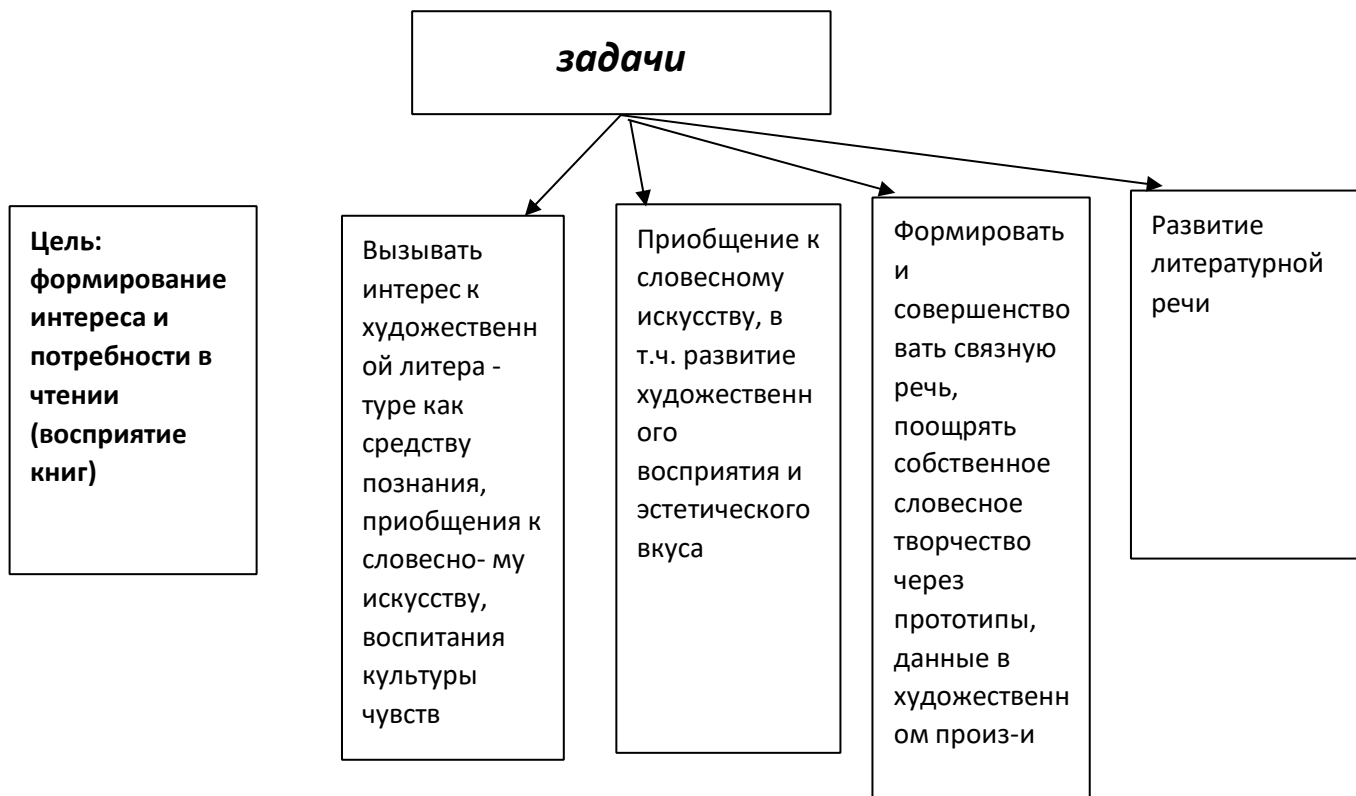 задачи
Цель:
формирование
интереса и
потребности в
чтении
(восприятие
книг)
Вызывать
интерес к
художественн
ой литера -
туре как
средству
познания,
приобщения к
словесно- му
искусству,
воспитания
культуры
чувств
Приобщение к
словесному
искусству, в
т.ч. развитие
художественн
ого
восприятия и
эстетического
вкуса
Формировать
и
совершенство
вать связную
речь,
поощрять
собственное
словесное
творчество
через
прототипы,
данные в
художественн
ом произ-и
Развитие
литературной
речи